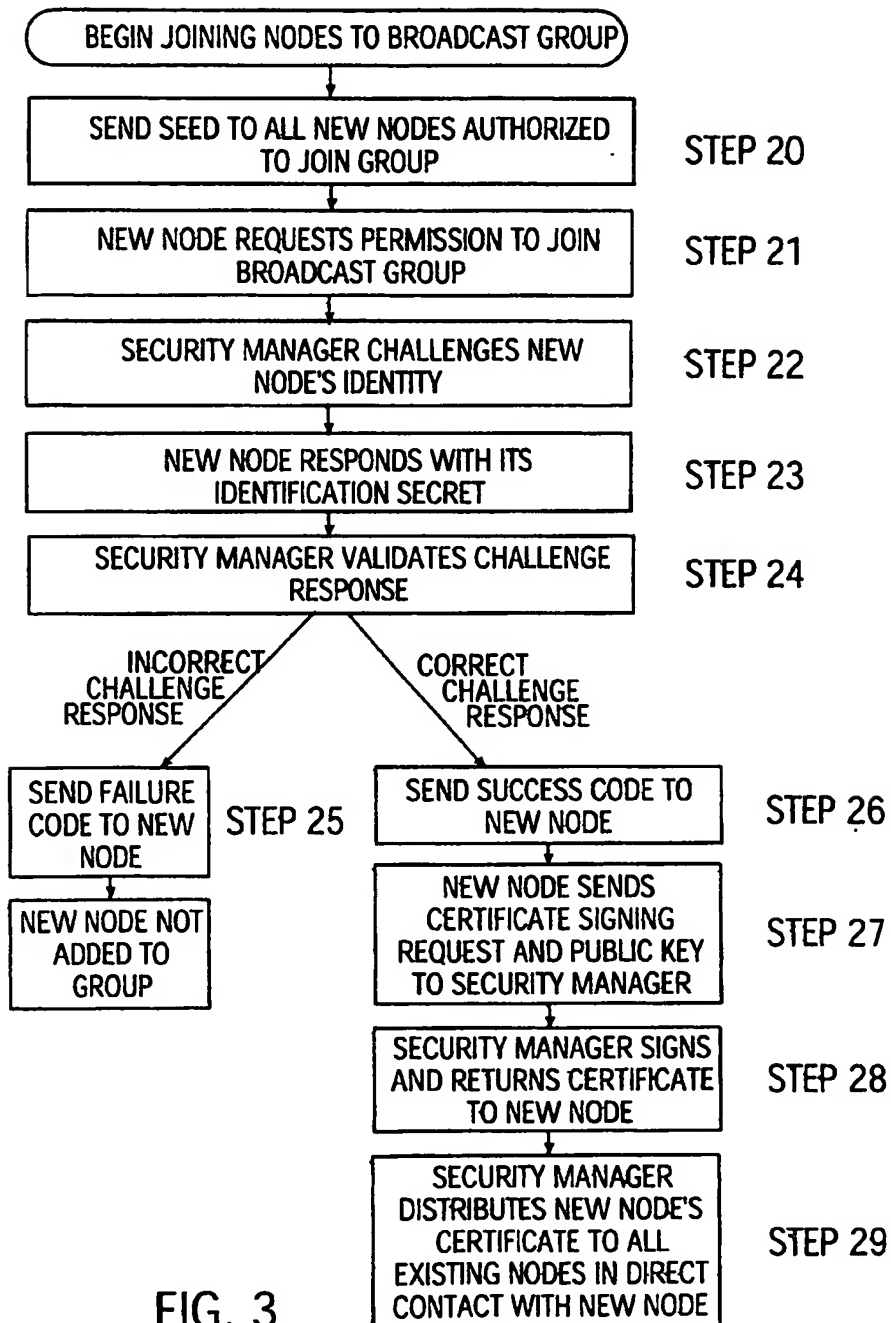 BEGIN JOINING NODES TO BROADCAST GROUP
SEND SEED TO ALL NEW NODES AUTHORIZED
TO JOIN GROUP
STEP 20
NEW NODE REQUESTS PERMISSION TO JOIN
BROADCAST GROUP
STEP 21
SECURITY MANAGER CHALLENGES NEW
NODE'S IDENTITY
STEP 22
NEW NODE RESPONDS WITH ITS
IDENTIFICATION SECRET
STEP 23
SECURITY MANAGER VALIDATES CHALLENGE
RESPONSE
STEP 24
INCORRECT
CHALLENGE
RESPONSE
CORRECT
CHALLENGE
RESPONSE
SEND FAILURE
CODE TO NEW
NODE
STEP 25
NEW NODE NOT
ADDED TO
GROUP
SEND SUCCESS CODE TO
NEW NODE
STEP 26
NEW NODE SENDS
CERTIFICATE SIGNING
REQUEST AND PUBLIC KEY
TO SECURITY MANAGER
STEP 27
SECURITY MANAGER SIGNS
AND RETURNS CERTIFICATE
TO NEW NODE
STEP 28
SECURITY MANAGER
DISTRIBUTES NEW NODE'S
CERTIFICATE TO ALL
EXISTING NODES IN DIRECT
CONTACT WITH NEW NODE
STEP 29
FIG. 3